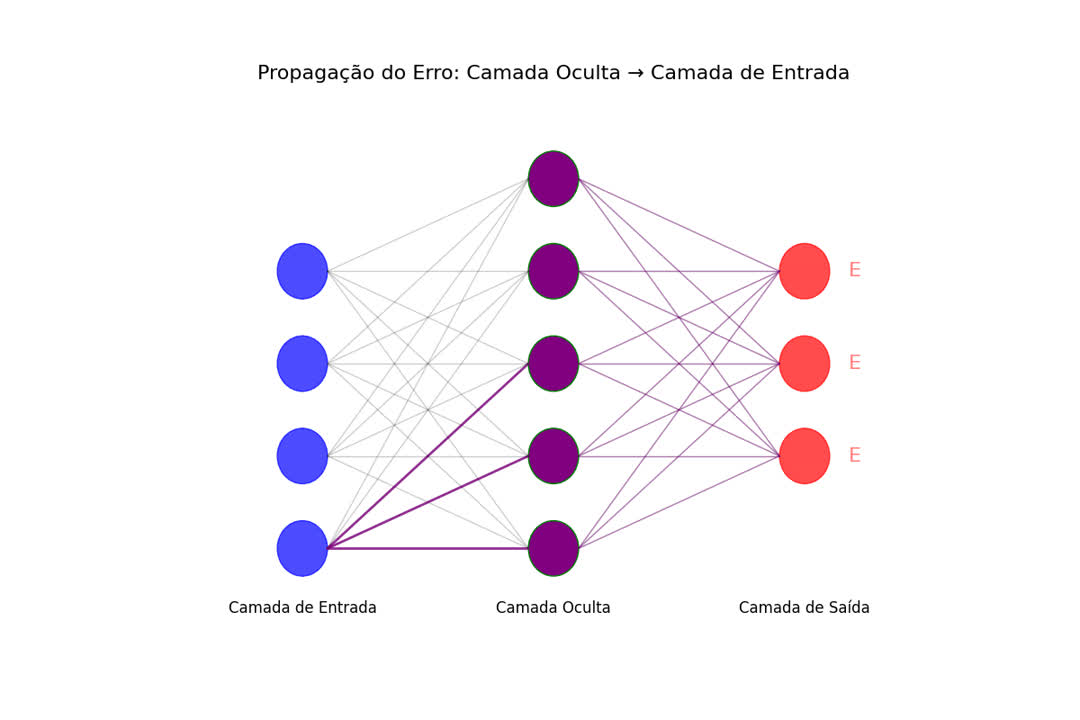 Propagação do Erro: Camada Oculta → Camada de Entrada
E
E
E
Camada de Entrada
Camada Oculta
Camada de Saída